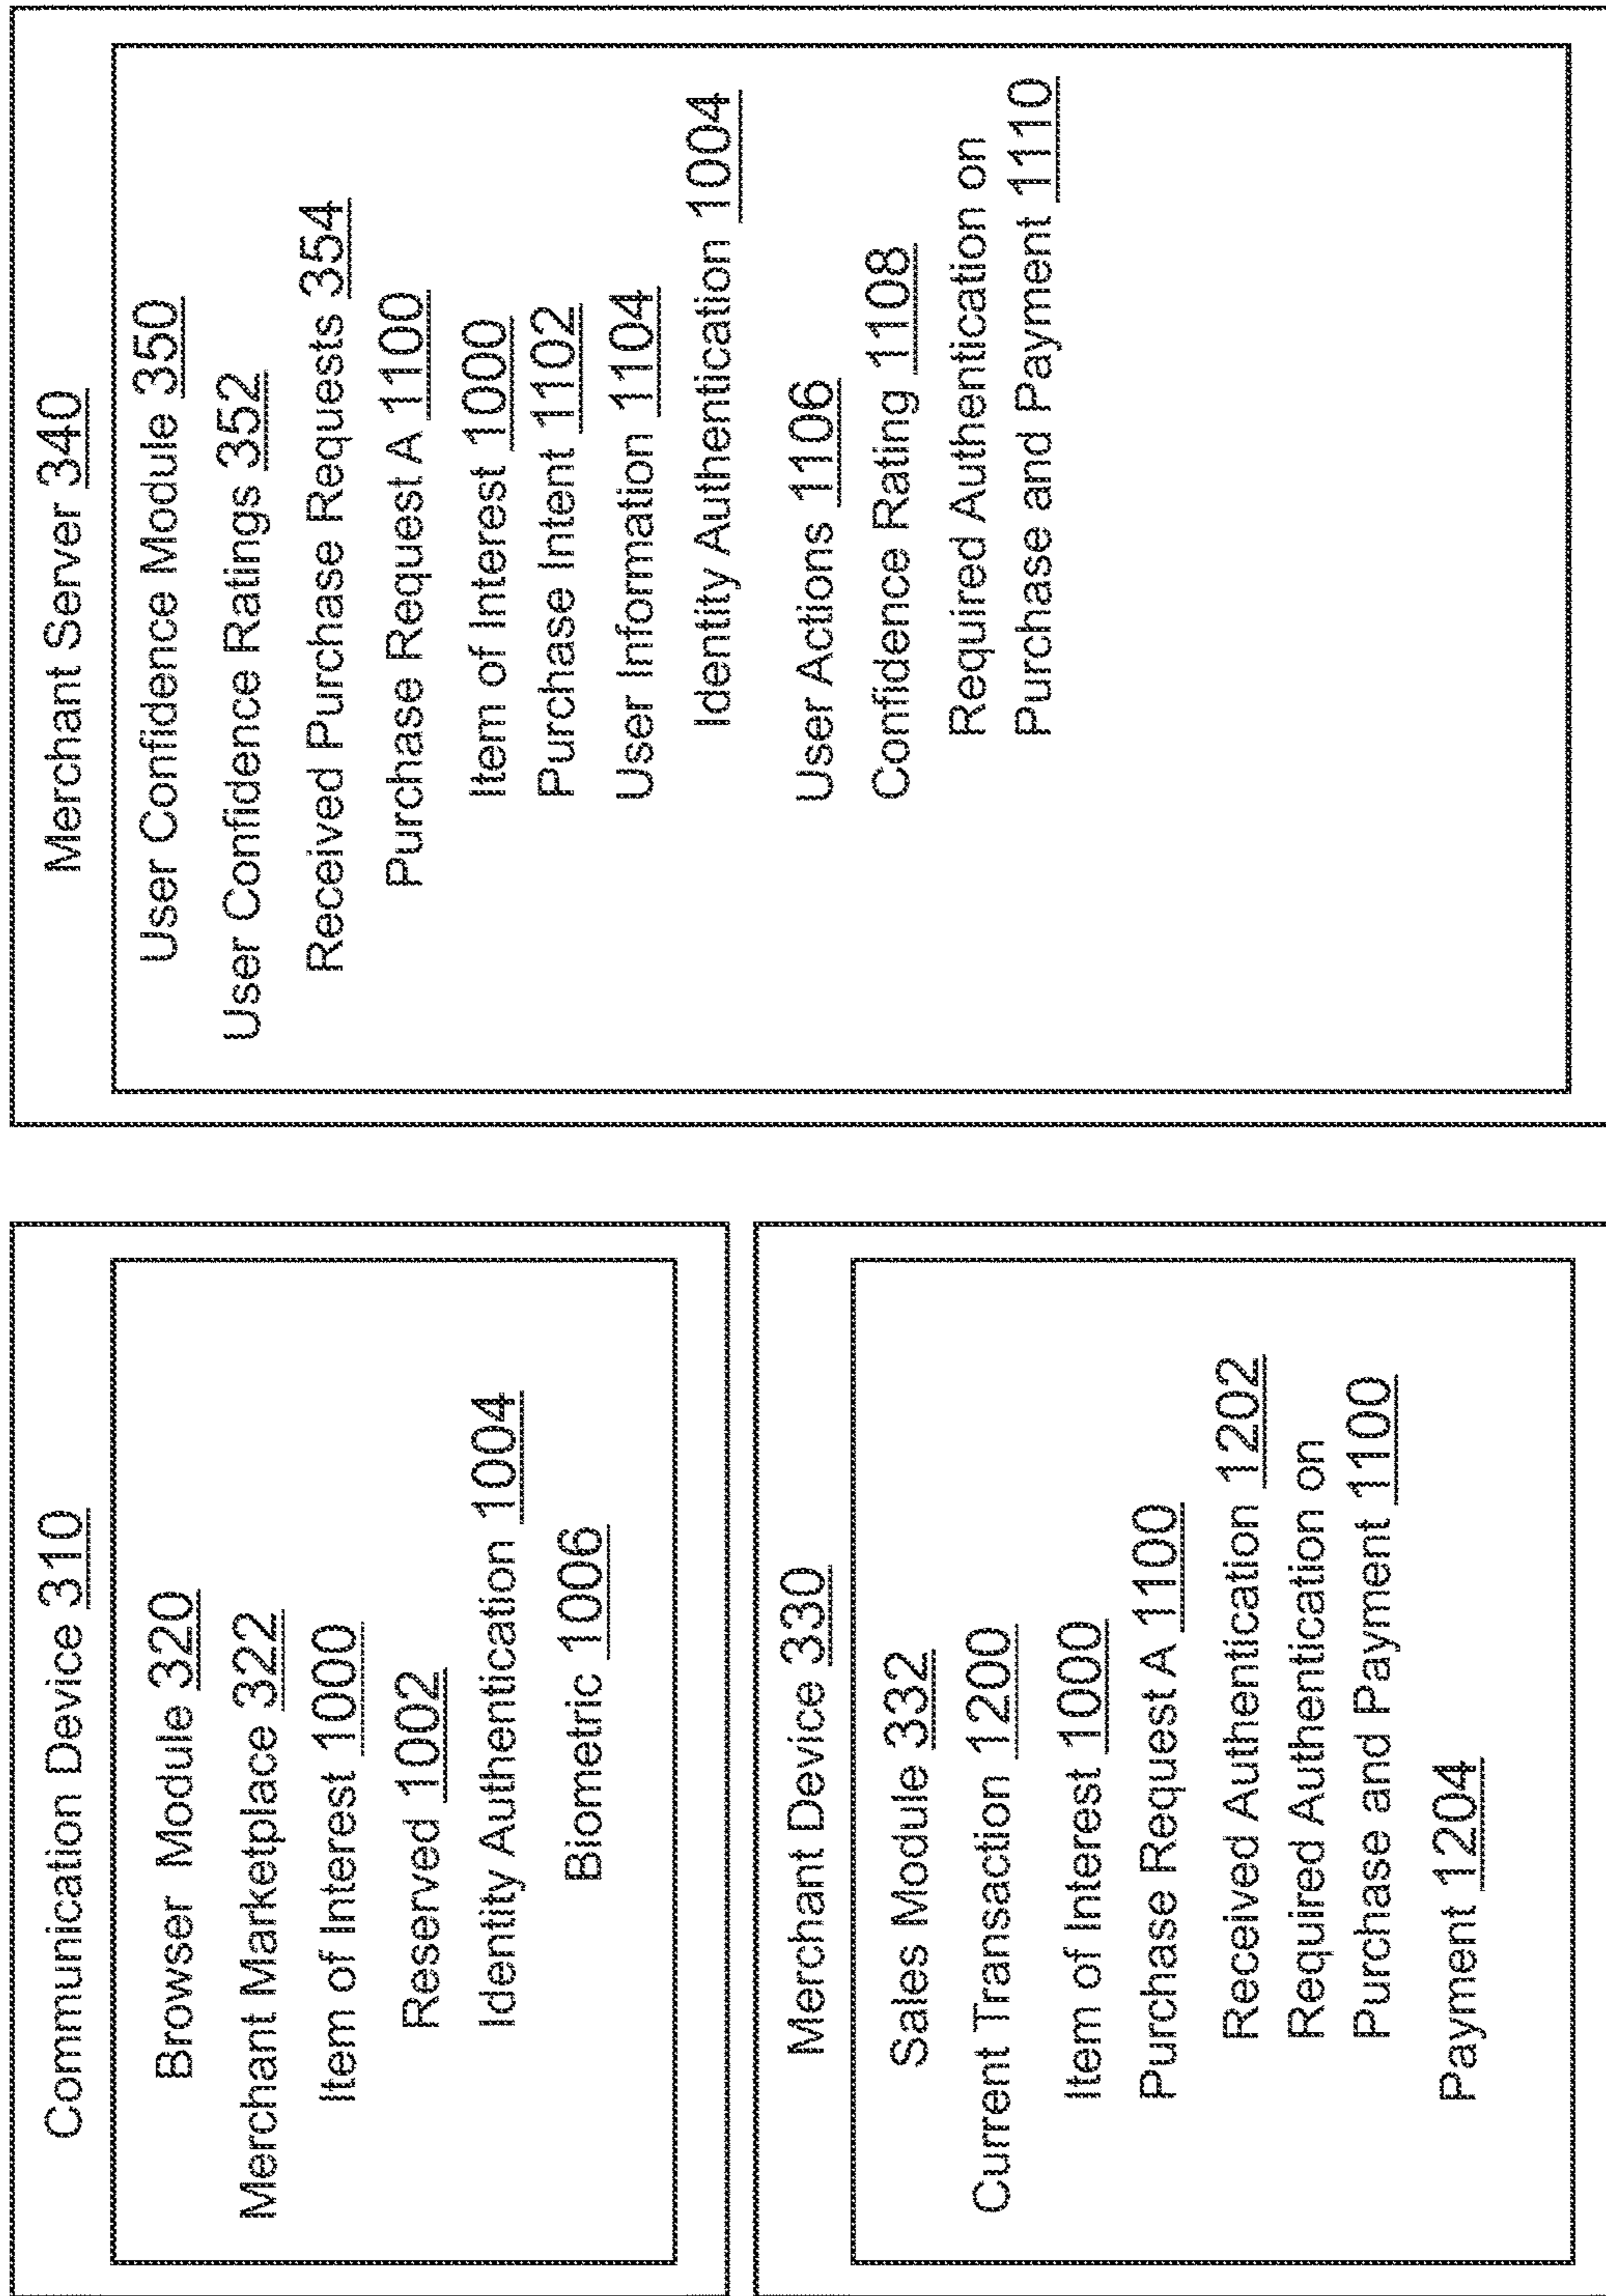 Communication Device 310
Browser Module 320
Merchant Marketplace 322
Item of Interest 1000
Reserved 1002
Identity Authentication 1004
Biometric 1006
Merchant Device 330
Sales Module 332
Current Transaction 1200
Item of Interest 1000
Purchase Request A 1100
Received Authentication 1202
Required Authentication on
Purchase and Payment 1100
Payment 1204
Merchant Server 340
User Confidence Module 350
User Confidence Ratings 352
Received Purchase Requests 354
Purchase Request A 1100
Item of Interest 1000
Purchase Intent 1102
User Information 1104
Identity Authentication 1004
User Actions 1106
Confidence Rating 1108
Required Authentication on
Purchase and Payment 1110